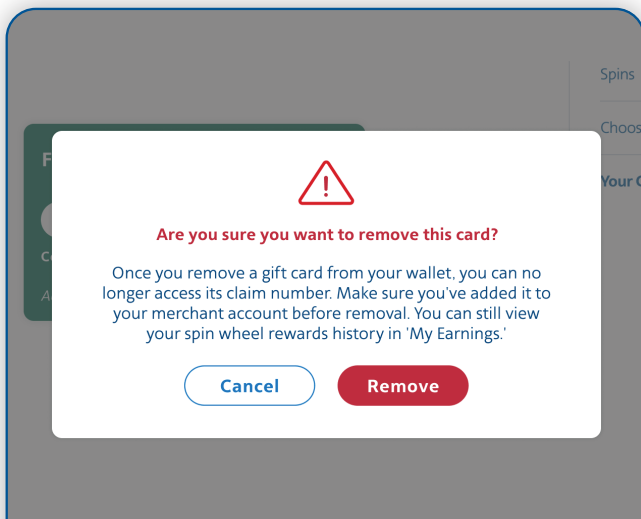 Spins
Are you sure you want to remove this card?
Once you remove a gift card from your wallet, you can no
longer access its claim number. Make sure you've added it to
your merchant account before removal. You can still view
your spin wheel rewards history in 'My Earnings.'
Cancel
Remove
Your